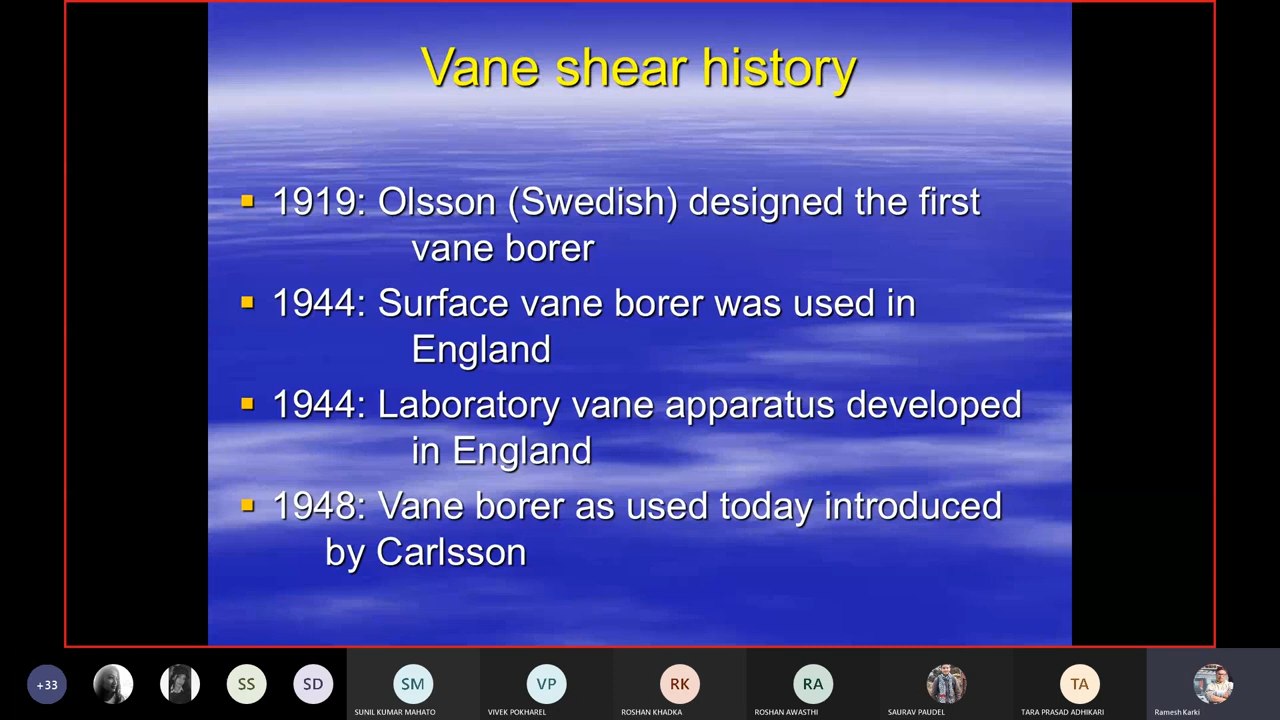 Vane shear history
1919: Olsson (Swedish) designed the first
vane borer
1944: Surface vane borer was used in
England
1944: Laboratory vane apparatus developed
in England
1948: Vane borer as used today introduced
by Carlsson
+33
SS
SD
SM
VP
RK
RA
TA
SUNIL KUMAR MAHATO
VIVEK POKHAREL
ROSHAN KHADKA
ROSHAN AWASTHI
SAURAV PAUDEL
TARA PRASAD ADHIKARI
Ramesh Karki